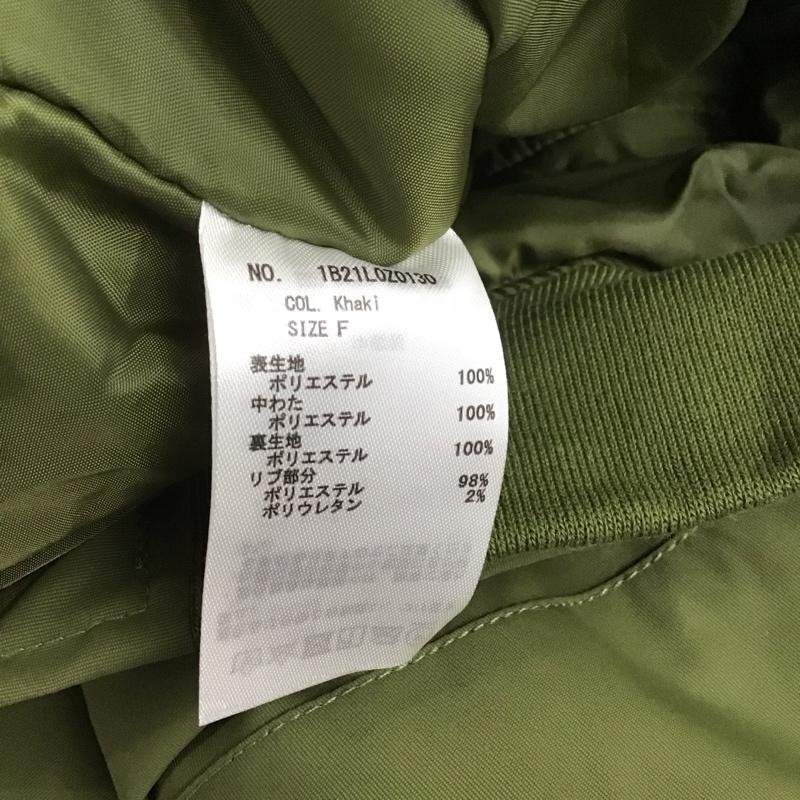 NO. 1B21L0Z0130
COL. Khaki
SIZE F
表生地
ポリエステル 100%
中わた
ポリエステル 100%
裏生地
ポリエステル 100%
リブ部分
ポリエステル 98%
ポリウレタン 2%